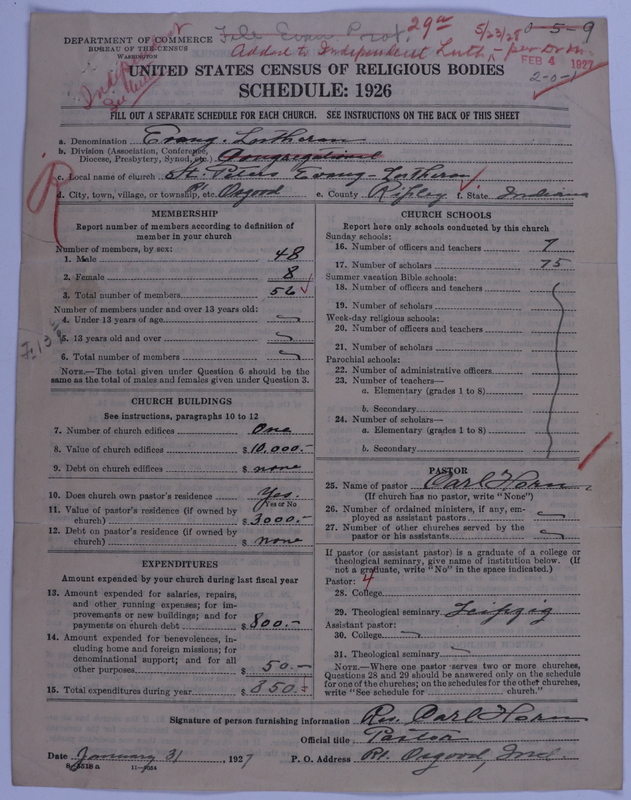 File Evan Prot. 29a 5/23/28 0-5-9
DEPARTMENT OF COMMERCE
BUREAU OF THE CENSUS
WASHINGTON
Added to Independent Luth.
FEB 4 1927
2-0-1
UNITED STATES CENSUS OF RELIGIOUS BODIES
SCHEDULE: 1926
FILL OUT A SEPARATE SCHEDULE FOR EACH CHURCH. SEE INSTRUCTIONS ON THE BACK OF THIS SHEET
a. Denomination Evang. Lutheran
b. Division (Association, Conference, Diocese, Presbytery, Synod, etc.) Congregational
c. Local name of church St. Peters Evang-Lutheran
d. City, town, village, or township, etc. Rt. Osgood e. County Ripley f. State Indiana
MEMBERSHIP
Report number of members according to definition of
member in your church
Number of members, by sex:
1. Male 48
2. Female 8
3. Total number of members 56
Number of members under and over 13 years old:
4. Under 13 years of age
5. 13 years old and over
6. Total number of members
NOTE.—The total given under Question 6 should be
same as the total of males and females given under Question 3.
CHURCH BUILDINGS
See instructions, paragraphs 10 to 12
7. Number of church edifices One
8. Value of church edifices $10,000.-
9. Debt on church edifices $ none
10. Does church own pastor's residence Yes.
Yes or No
11. Value of pastor's residence (if owned by
church) $3000.-
12. Debt on pastor's residence (if owned by
church) $ none
EXPENDITURES
Amount expended by your church during last fiscal year
13. Amount expended for salaries, repairs,
and other running expenses; for im-
provements or new buildings; and for
payments on church debt $ 800.-
14. Amount expended for benevolences, in-
cluding home and foreign missions; for
denominational support; and for all
other purposes $ 50.-
15. Total expenditures during year $ 850.-
CHURCH SCHOOLS
Report here only schools conducted by this church
Sunday schools:
16. Number of officers and teachers 7
17. Number of scholars 75
Summer vacation Bible schools:
18. Number of officers and teachers
19. Number of scholars
Week-day religious schools:
20. Number of officers and teachers
21. Number of scholars
Parochial schools:
22. Number of administrative officers
23. Number of teachers—
a. Elementary (grades 1 to 8)
b. Secondary
24. Number of scholars—
a. Elementary (grades 1 to 8)
b. Secondary
PASTOR
25. Name of pastor Carl Horn
(If church has no pastor, write "None")
26. Number of ordained ministers, if any, em-
ployed as assistant pastors
27. Number of other churches served by the
pastor or his assistants
If pastor (or assistant pastor) is a graduate of a college or
theological seminary, give name of institution below. (If
not a graduate, write "No" in the space indicated.)
Pastor: 4
28. College
29. Theological seminary Leipzig
Assistant pastor:
30. College
31. Theological seminary
NOTE.—Where one pastor serves two or more churches,
Questions 28 and 29 should be answered only on the schedule
for one of the churches; on the schedules for the other churches,
write "See schedule for church."
Signature of person furnishing information Rev. Carl Horn
Official title Pastor
Date January 31, 1927 P. O. Address Rt. Osgood, Ind.
11—9884